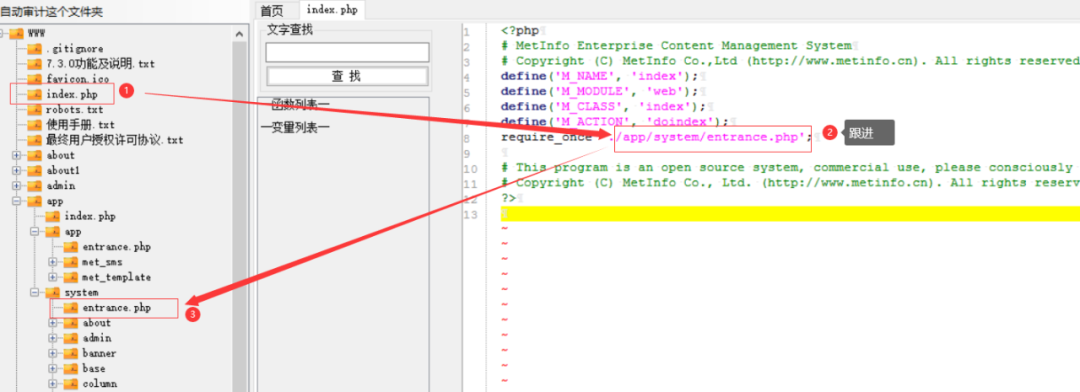 自动审计这个文件夹
WWW
.gitignore
7.3.0功能及说明.txt
favicon.ico
index.php
1
robots.txt
使用手册.txt
最终用户授权许可协议.txt
about
about1
admin
app
index.php
app
entrance.php
met_sms
met_template
system
entrance.php
3
about
admin
banner
base
column
首页
index.php
文字查找
查 找
函数列表一
一变量列表一
1 <?php
2 # MetInfo Enterprise Content Management System
3 # Copyright (C) MetInfo Co.,Ltd (http://www.metinfo.cn). All rights reserved
4 define('M_NAME', 'index');
5 define('M_MODULE', 'web');
6 define('M_CLASS', 'index');
7 define('M_ACTION', 'doindex');
8 require_once './app/system/entrance.php';
2 跟进
9
10 # This program is an open source system, commercial use, please consciously
11 # Copyright (C) MetInfo Co., Ltd. (http://www.metinfo.cn). All rights reserv
12 ?>
13
~
~
~
~
~
~
~
~
~
~